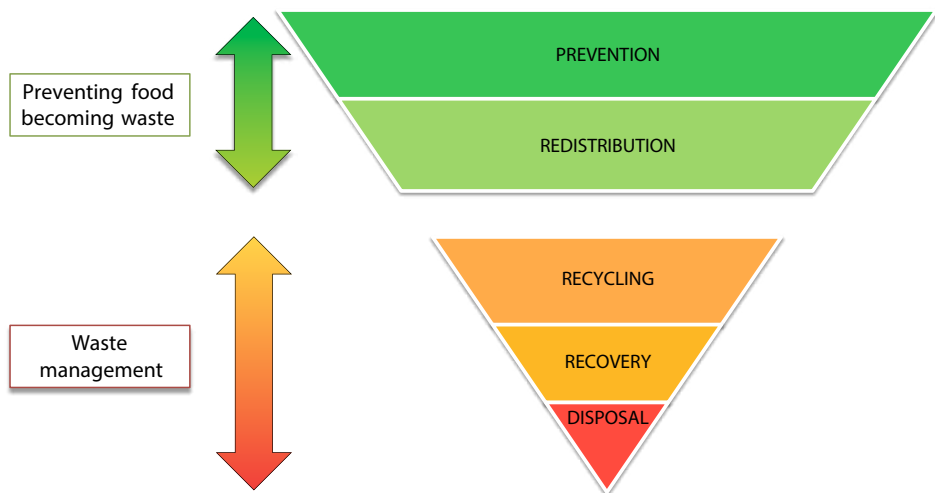 PREVENTION
Preventing food
becoming waste
REDISTRIBUTION
RECYCLING
Waste
management
RECOVERY
DISPOSAL